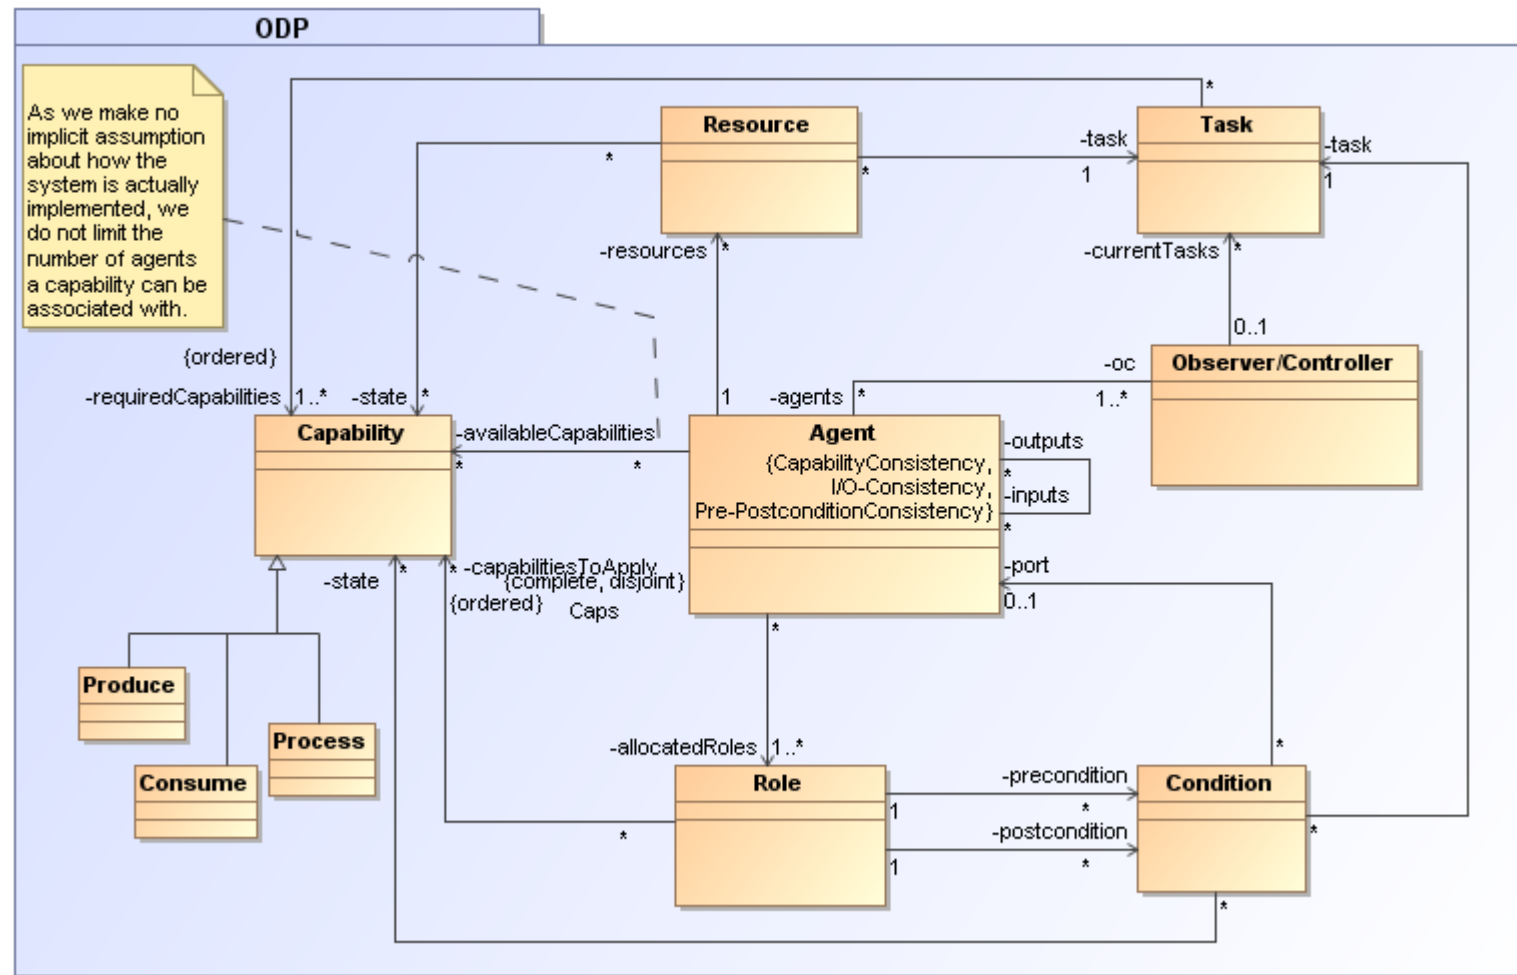 ODP
As we make no
implicit assumption
about how the
system is actually
implemented, we
do not limit the
number of agents
a capability can be
associated with.
*
Resource
Task
-task
*
*
1
-task
1
-resources
*
-currentTasks
*
{ordered}
0..1
Observer/Controller
-requiredCapabilities
1..*
-state
*
1
-agents
*
-oc
1..*
Capability
-availableCapabilities
*
*
Agent
{CapabilityConsistency,
I/O-Consistency,
Pre-PostconditionConsistency}
-outputs
*
-inputs
*
-state
*
*
-capabilitiesToApply
{complete, disjoint}
{ordered}
Caps
-port
0..1
*
Produce
Process
Consume
-allocatedRoles
1..*
*
Role
-precondition
1
*
-postcondition
1
*
Condition
*
*
*